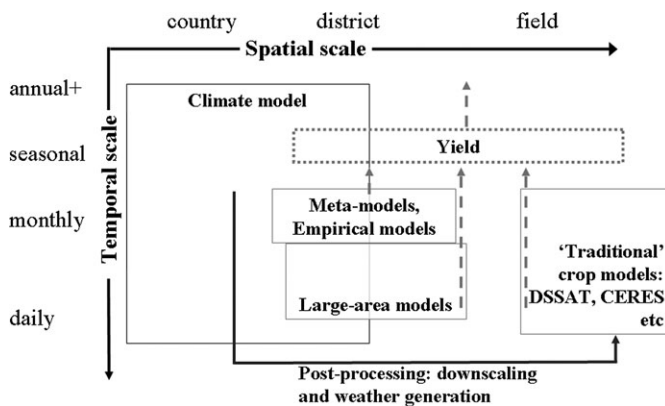 country district field
Spatial scale
annual+
seasonal
monthly
daily
Temporal scale
Climate model
Yield
Meta-models,
Empirical models
Large-area models
‘Traditional’
crop models:
DSSAT, CERES
etc
Post-processing: downscaling
and weather generation